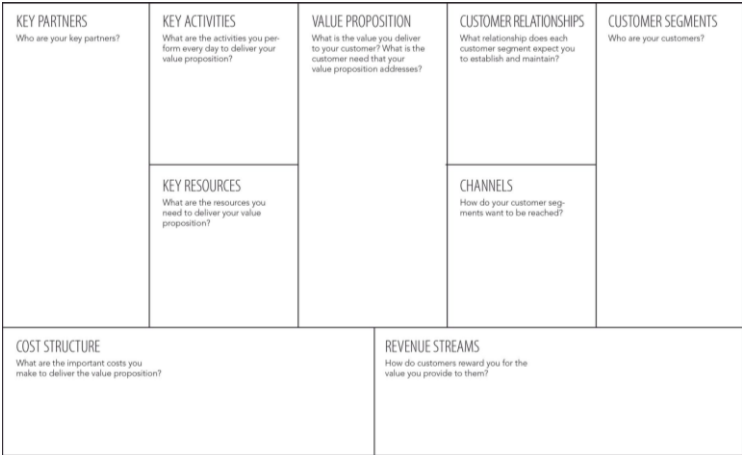 KEY PARTNERS
Who are your key partners?
KEY ACTIVITIES
What are the activities you per-
form every day to deliver your
value proposition?
KEY RESOURCES
What are the resources you
need to deliver your value
proposition?
VALUE PROPOSITION
What is the value you deliver
to your customer? What is the
customer need that your
value proposition addresses?
CUSTOMER RELATIONSHIPS
What relationship does each
customer segment expect you
to establish and maintain?
CHANNELS
How do your customer seg-
ments want to be reached?
CUSTOMER SEGMENTS
Who are your customers?
COST STRUCTURE
What are the important costs you
make to deliver the value proposition?
REVENUE STREAMS
How do customers reward you for the
value you provide to them?